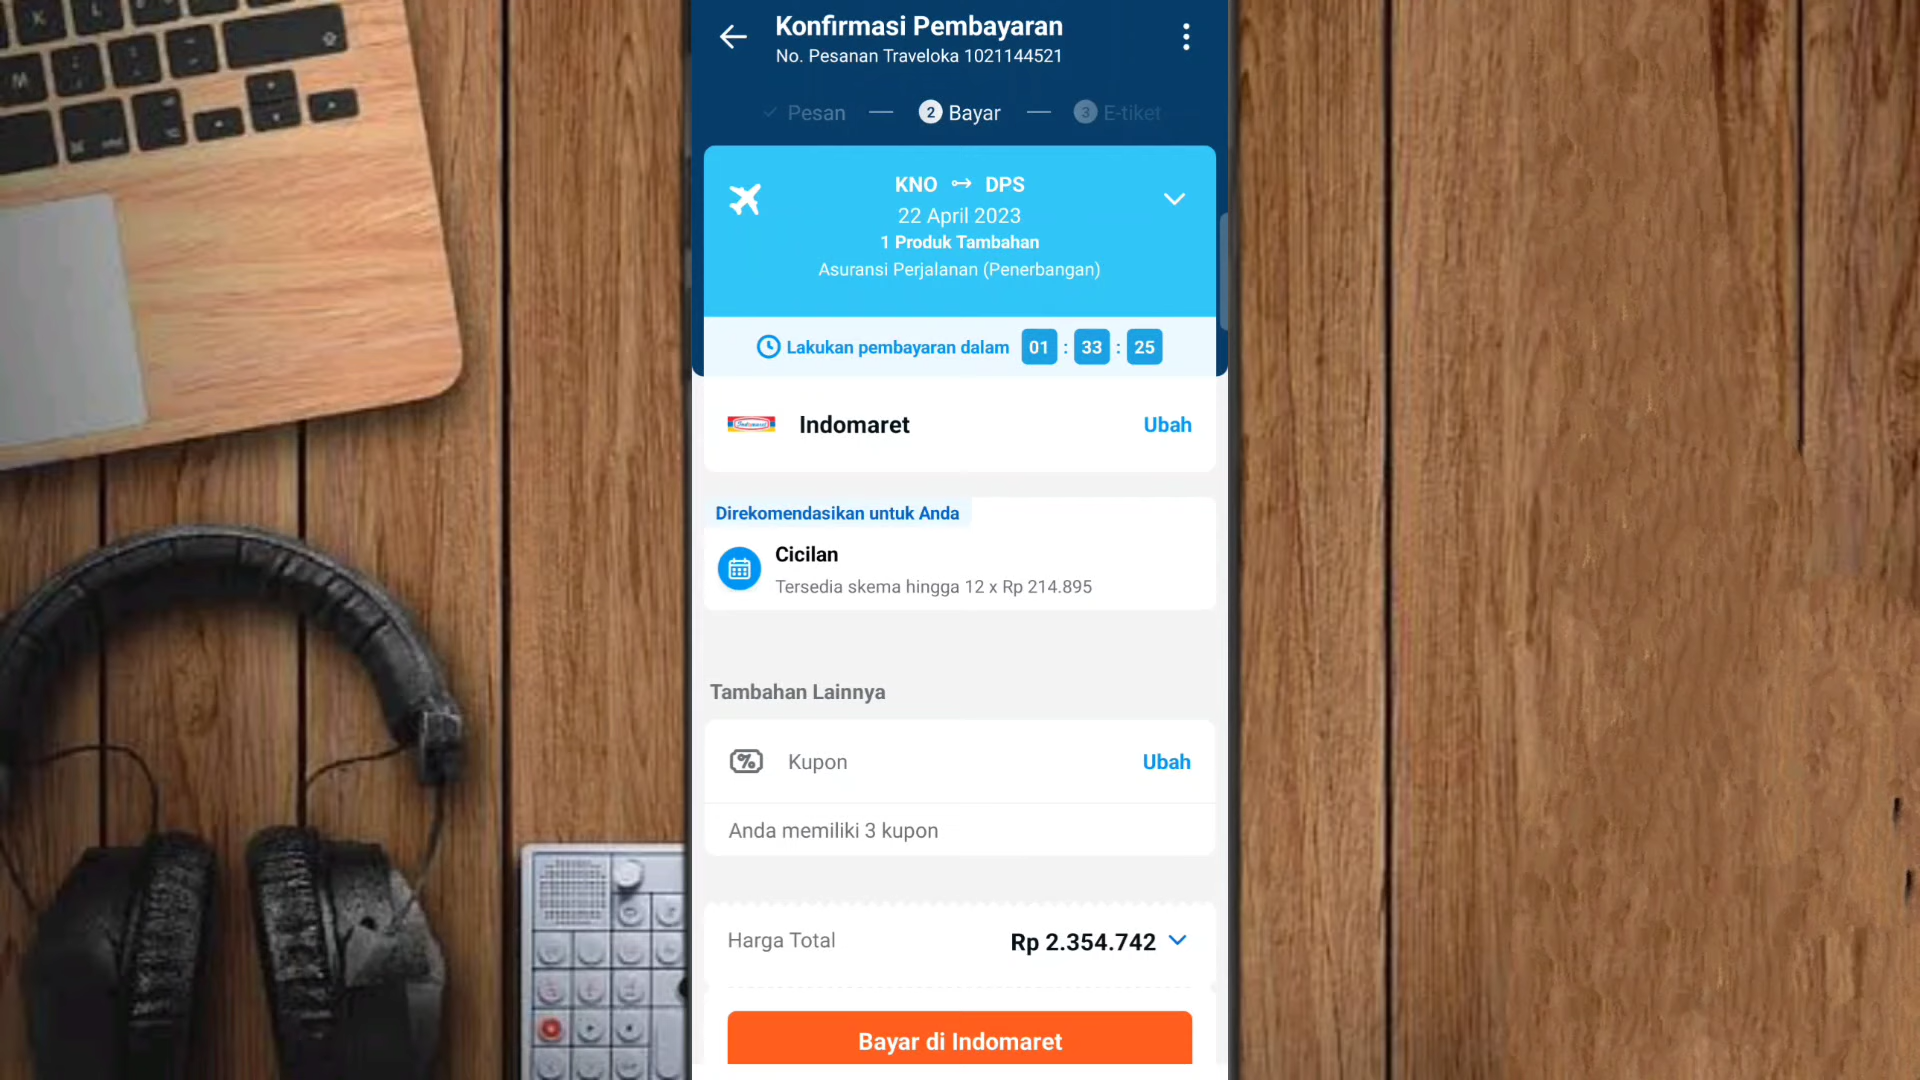 Konfirmasi Pembayaran
No. Pesanan Traveloka 1021144521
Pesan — 2 Bayar — 3 E-tiket
KNO DPS
22 April 2023
1 Produk Tambahan
Asuransi Perjalanan (Penerbangan)
Lakukan pembayaran dalam 01 : 33 : 25
Indomaret Indomaret Ubah
Direkomendasikan untuk Anda
Cicilan
Tersedia skema hingga 12 x Rp 214.895
Tambahan Lainnya
% Kupon Ubah
Anda memiliki 3 kupon
Harga Total Rp 2.354.742
Bayar di Indomaret